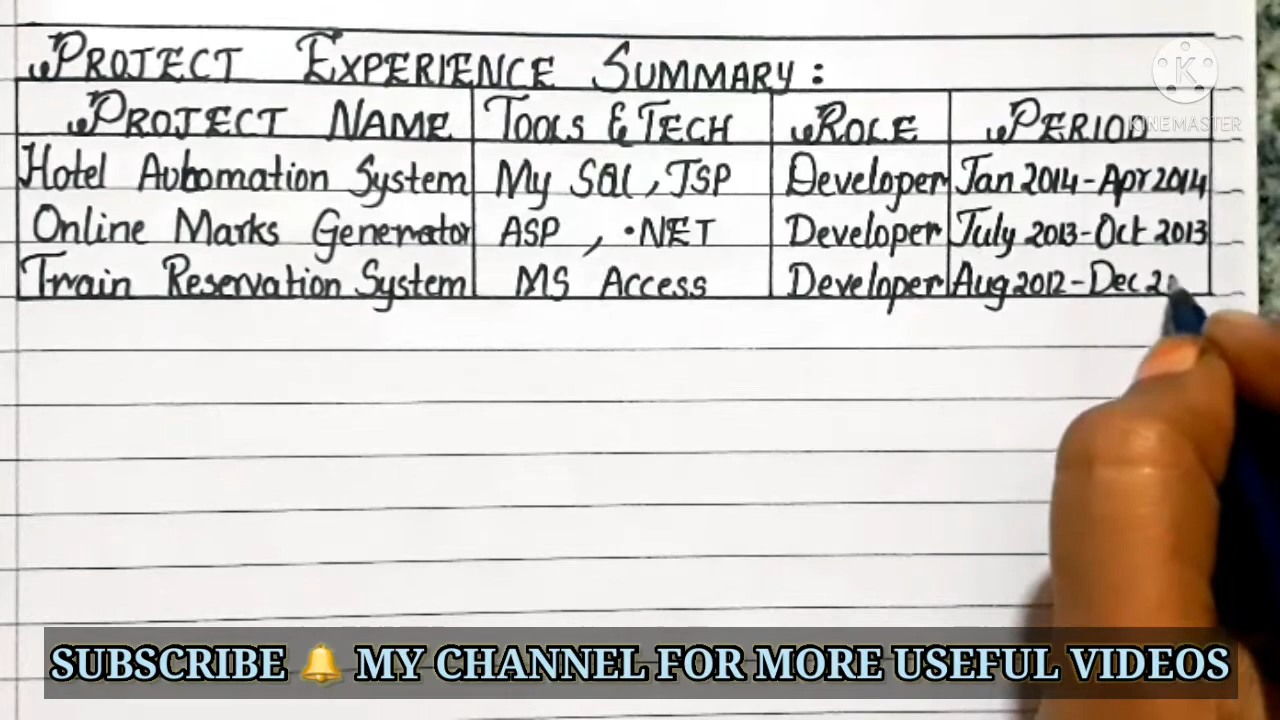 PROJECT EXPERIENCE SUMMARY:
PROJECT NAME TOOLS & TECH ROLE PERIOD
Hotel Automation System My SQl, JSP Developer Jan 2014-Apr 2014
Online Marks Generator ASP, .NET Developer July 2013-Oct 2013
Train Reservation System MS Access Developer Aug 2012-Dec 20
K
KINEMASTER
SUBSCRIBE 🔔 MY CHANNEL FOR MORE USEFUL VIDEOS